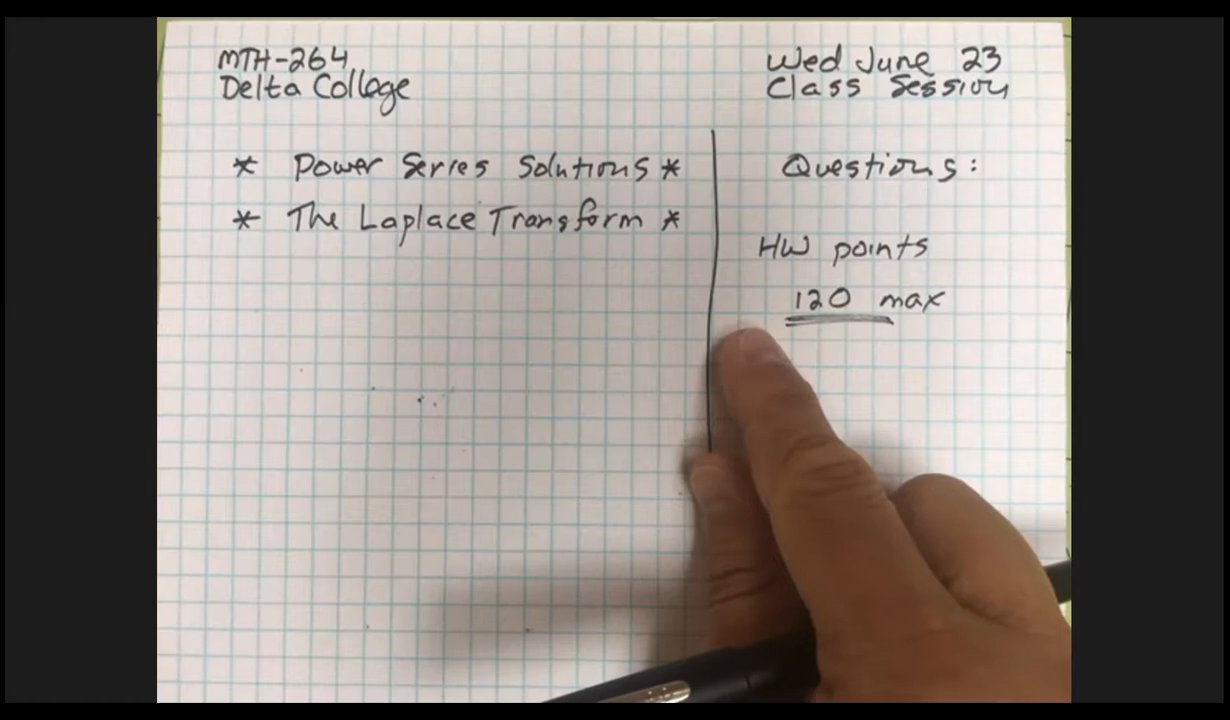 MTH-264
Delta College
Wed June 23
Class Session
* Power Series Solutions *
* The Laplace Transform *
Questions:
HW points
120 max